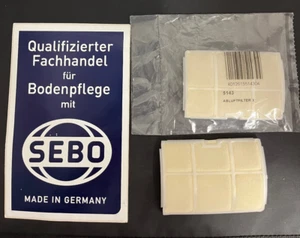 Qualifizierter
Fachhandel
für
Bodenpflege
mit
SEBO
MADE IN GERMANY